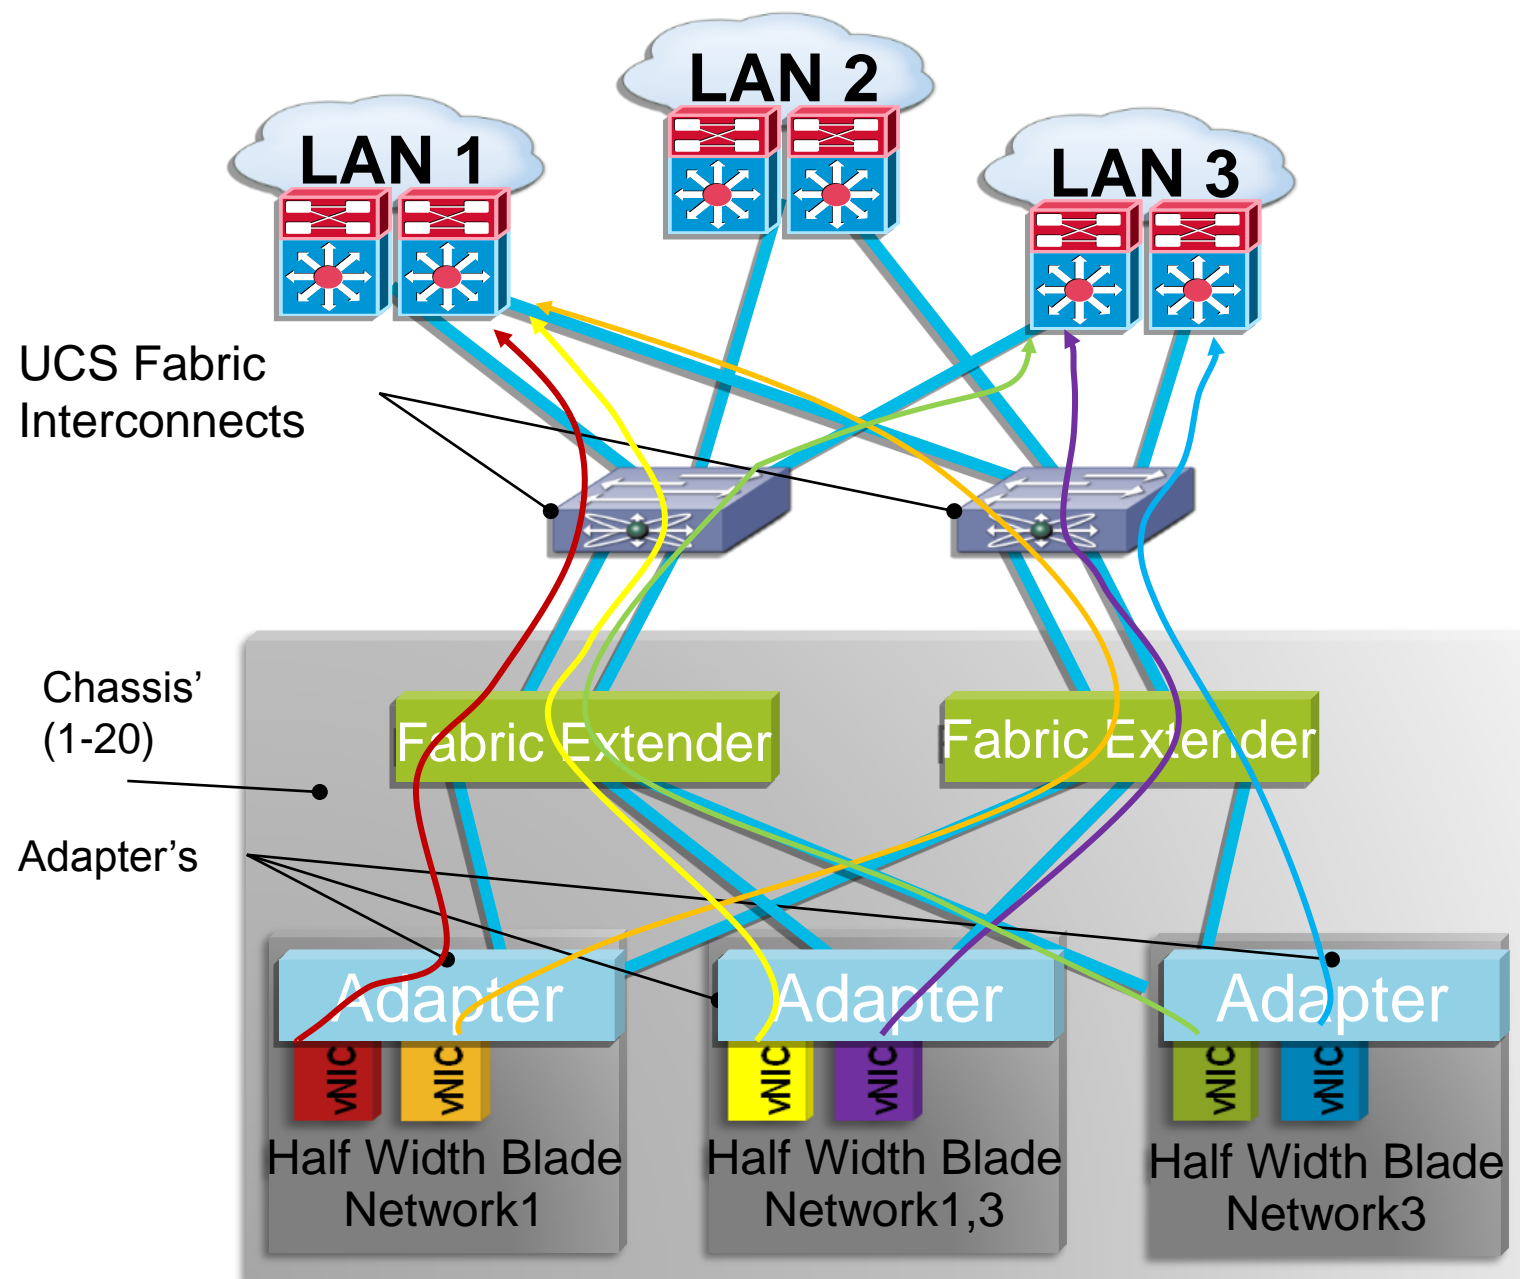 LAN 2
LAN 1
LAN 3
UCS Fabric
Interconnects
Chassis’
(1-20)
Fabric Extender
Fabric Extender
Adapter’s
Adapter
Adapter
Adapter
vNIC
vNIC
vNIC
vNIC
vNIC
vNIC
Half Width Blade
Network1
Half Width Blade
Network1,3
Half Width Blade
Network3